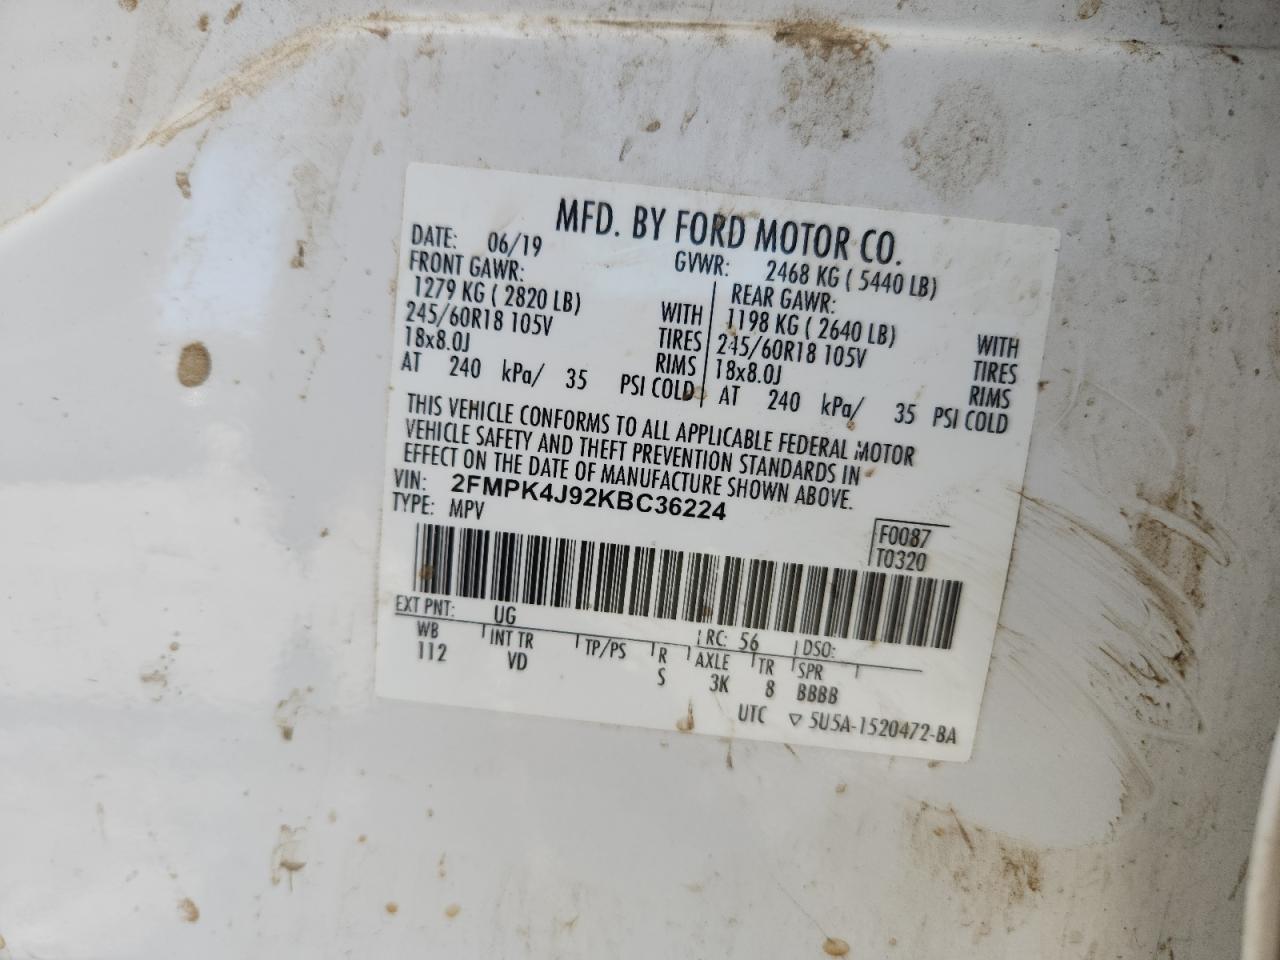 MFD. BY FORD MOTOR CO.
DATE: 06/19 GVWR: 2468 KG ( 5440 LB)
FRONT GAWR: REAR GAWR:
1279 KG ( 2820 LB) WITH 1198 KG ( 2640 LB) WITH
245/60R18 105V TIRES 245/60R18 105V TIRES
18x8.0J RIMS 18x8.0J RIMS
AT 240 kPa/ 35 PSI COLD AT 240 kPa/ 35 PSI COLD
THIS VEHICLE CONFORMS TO ALL APPLICABLE FEDERAL MOTOR
VEHICLE SAFETY AND THEFT PREVENTION STANDARDS IN
EFFECT ON THE DATE OF MANUFACTURE SHOWN ABOVE.
VIN: 2FMPK4J92KBC36224
TYPE: MPV
F0087
T0320
EXT PNT: UG RC: 56 DSO:
WB INT TR TP/PS R AXLE TR SPR
112 VD S 3K 8 BBBB
UTC ▽ 5U5A-1520472-BA